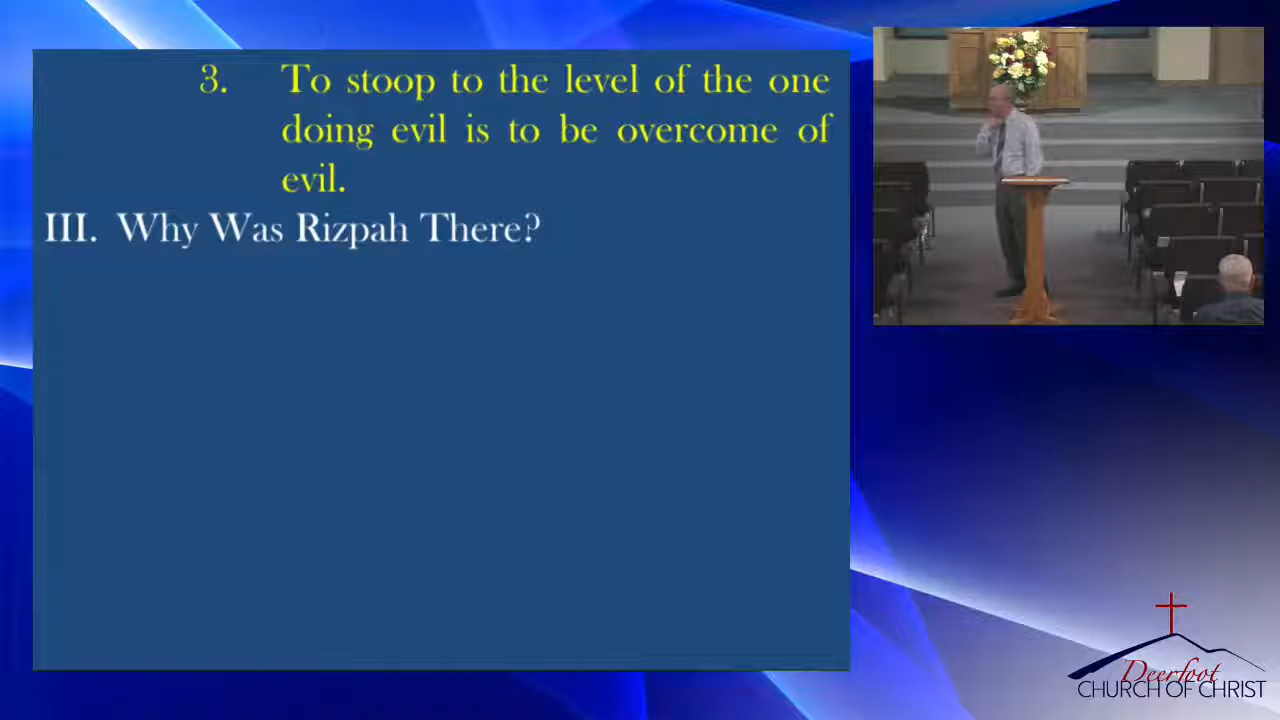 3. To stoop to the level of the one
doing evil is to be overcome of
evil.
III. Why Was Rizpah There?
Deerfoot
CHURCH OF CHRIST